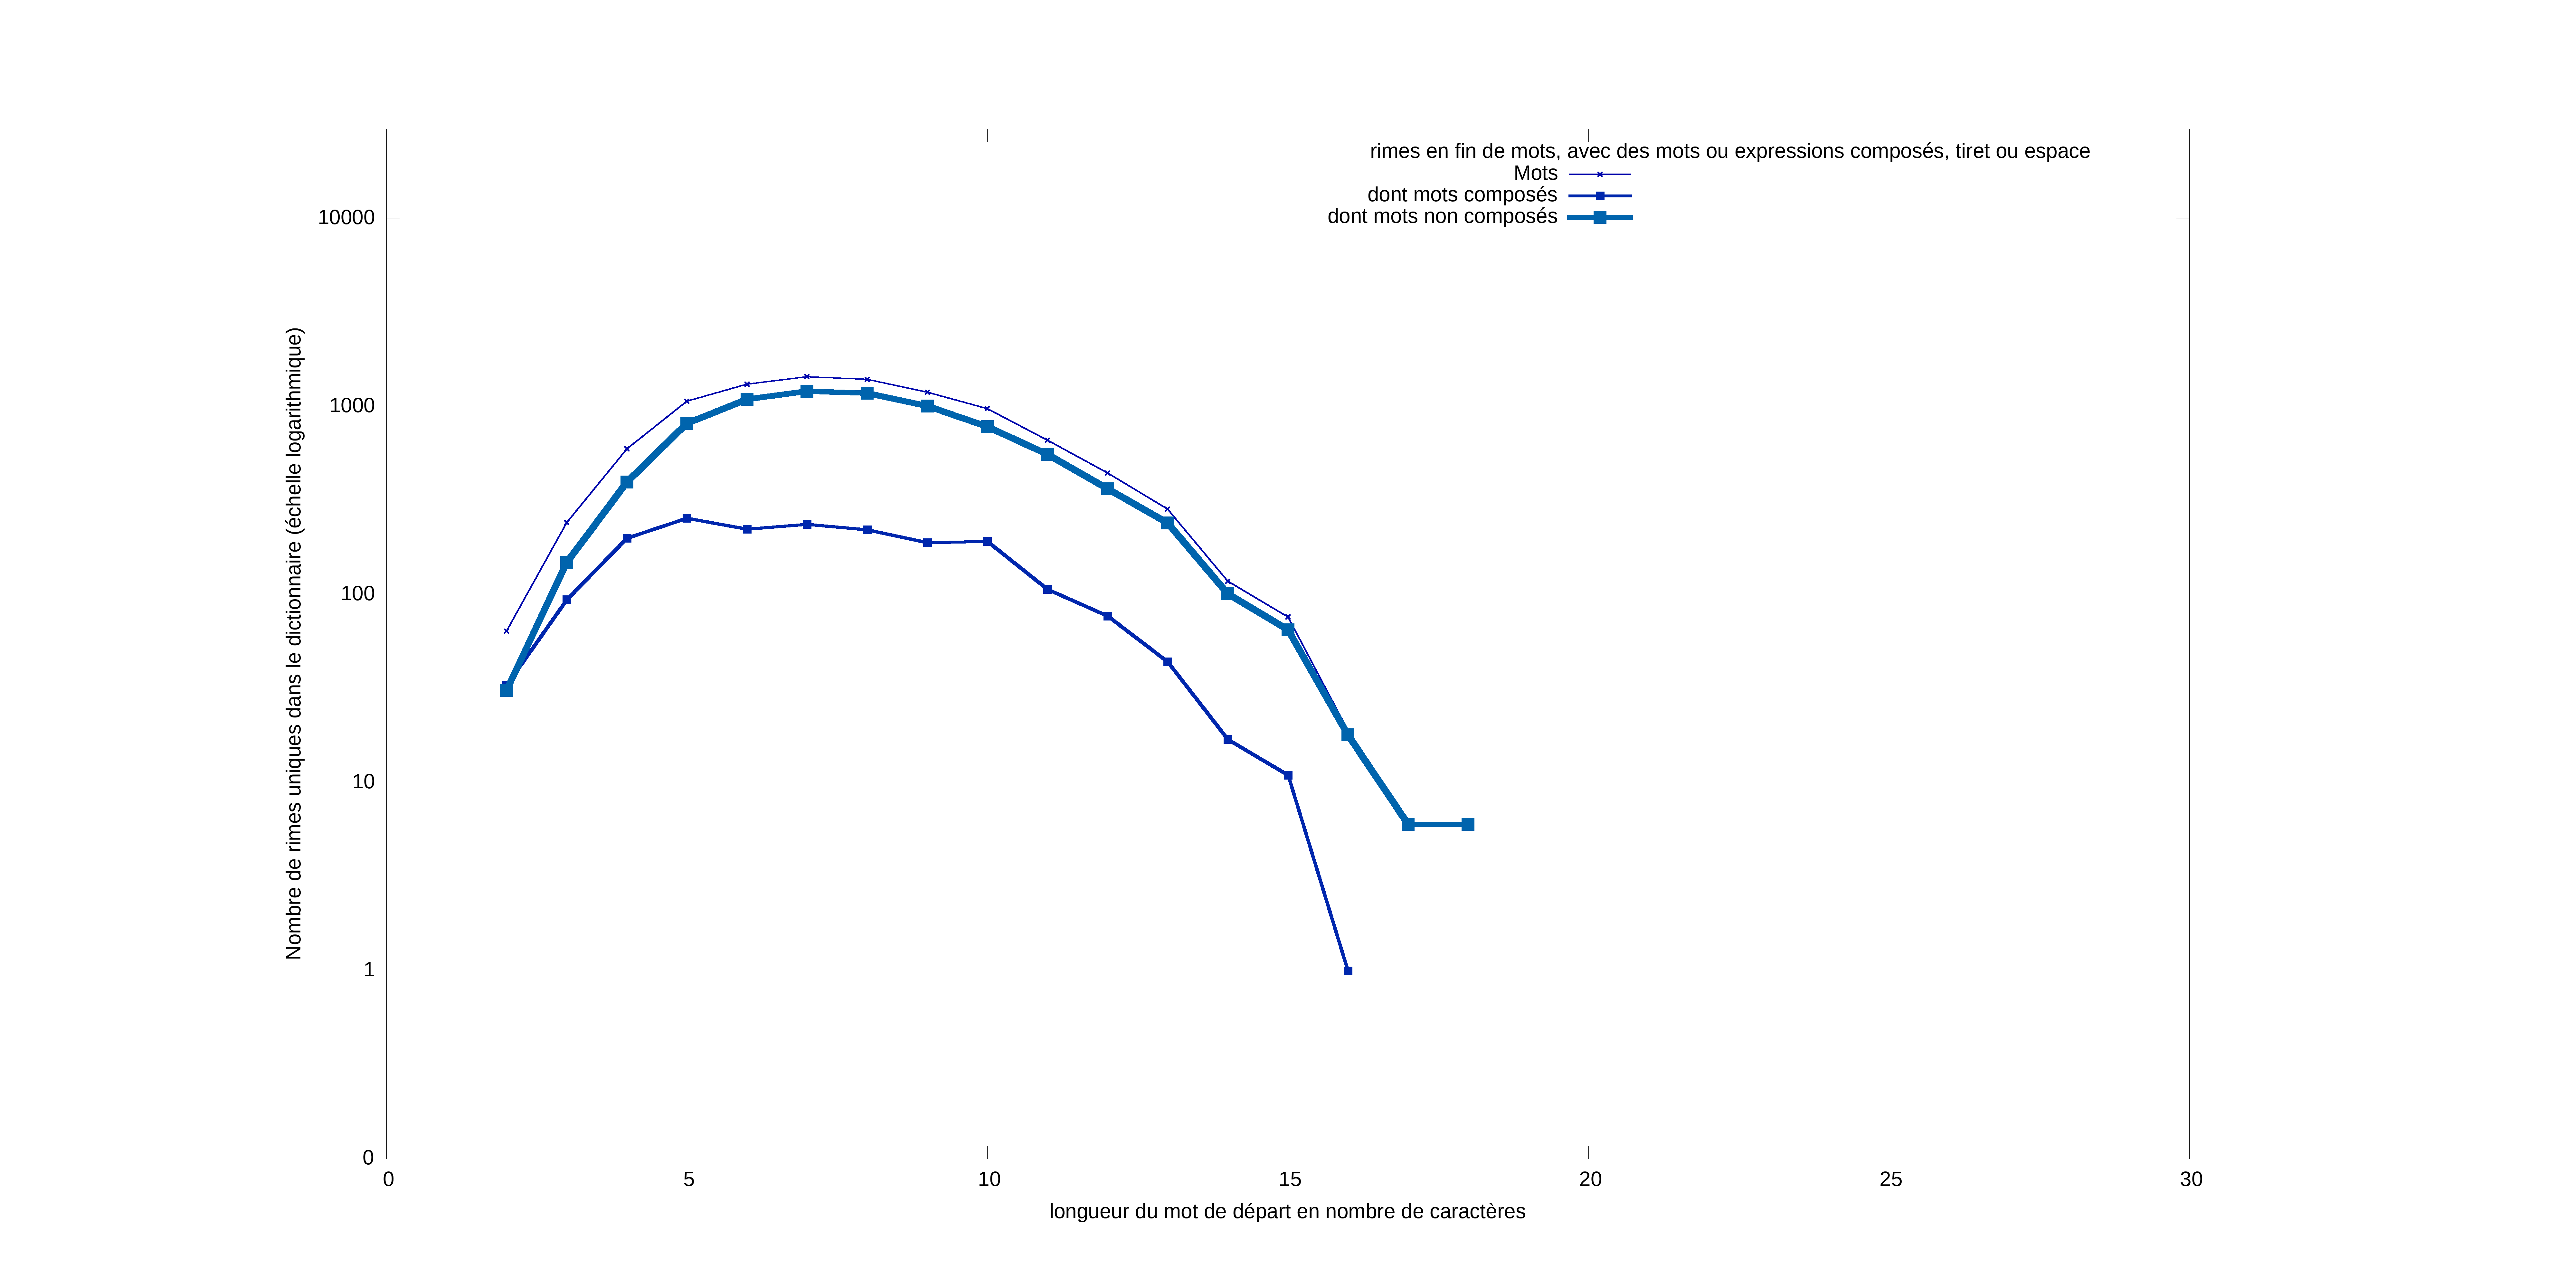 rimes en fin de mots, avec des mots ou expressions composés, tiret ou espace
Mots
dont mots composés
dont mots non composés
10000
1000
100
10
1
0
Nombre de rimes uniques dans le dictionnaire (échelle logarithmique)
0 5 10 15 20 25 30
longueur du mot de départ en nombre de caractères